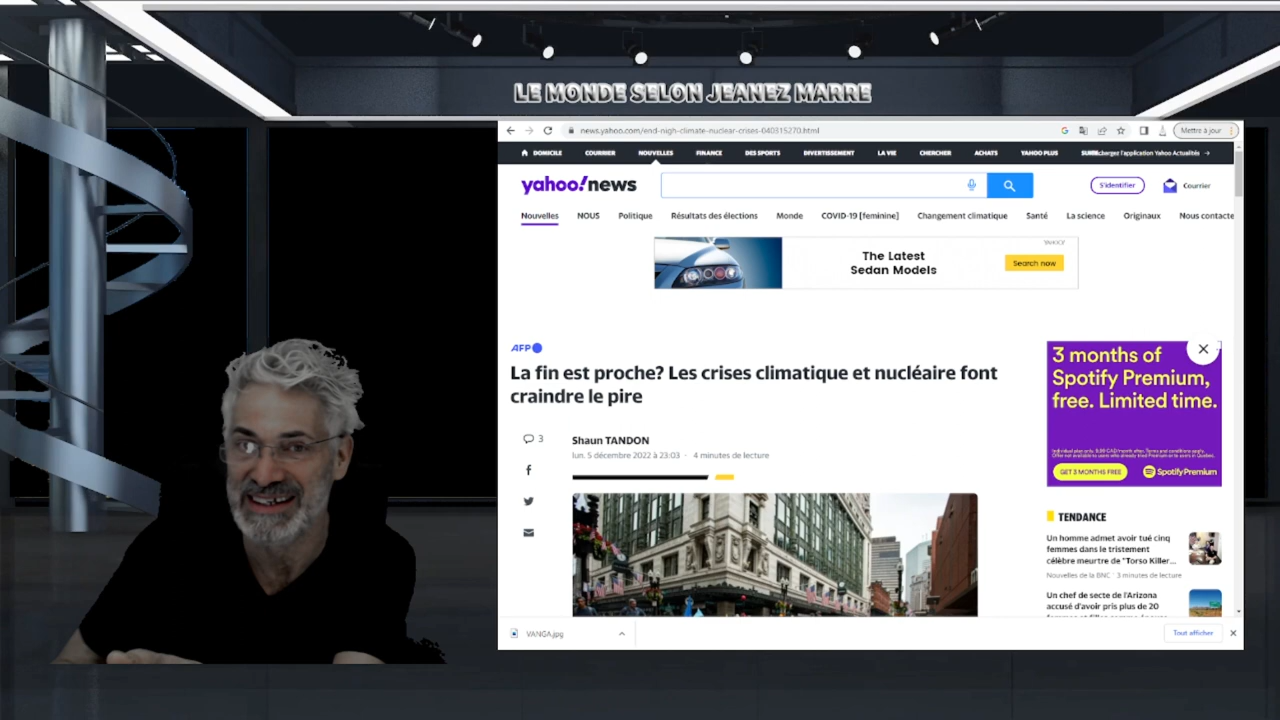 LE MONDE SELON JEANEZ MARRE
news.yahoo.com/end-nigh-climate-nuclear-crises-040315270.html
Mettre à jour
DOMICILE COURRIER NOUVELLES FINANCE DES SPORTS DIVERTISSEMENT LA VIE CHERCHER ACHATS YAHOO PLUS l'application Yahoo Actualités →
yahoo!news
S'identifier
Courrier
Nouvelles NOUS Politique Résultats des élections Monde COVID-19 [feminine] Changement climatique Santé La science Originaux Nous contacte
The Latest
Sedan Models
Search now
AFP
La fin est proche? Les crises climatique et nucléaire font
craindre le pire
3
Shaun TANDON
lun. 5 décembre 2022 à 23:03 · 4 minutes de lecture
3 months of
Spotify Premium,
free. Limited time.
GET 3 MONTHS FREE
Spotify Premium
TENDANCE
Un homme admet avoir tué cinq
femmes dans le tristement
célèbre meurtre de "Torso Killer...
Nouvelles de la BNC · 3 minutes de lecture
Un chef de secte de l'Arizona
accusé d'avoir pris plus de 20
VANGA.jpg
Tout afficher